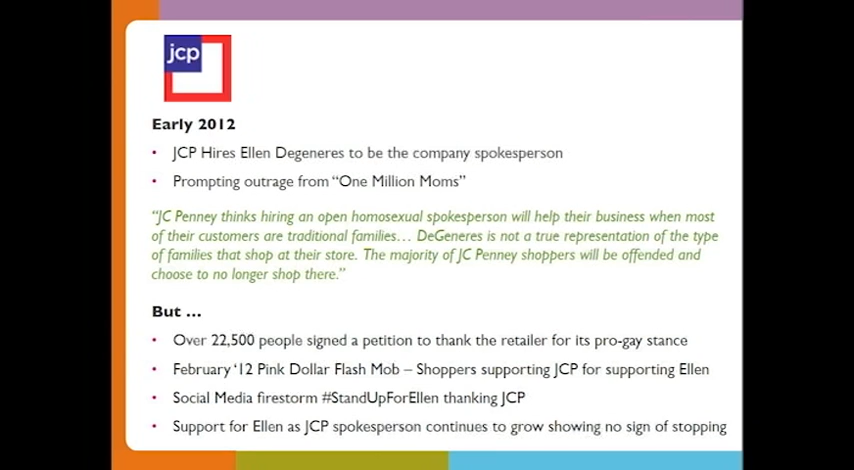 jcp
Early 2012
• JCP Hires Ellen Degeneres to be the company spokesperson
• Prompting outrage from “One Million Moms”
“JC Penney thinks hiring an open homosexual spokesperson will help their business when most
of their customers are traditional families… DeGeneres is not a true representation of the type
of families that shop at their store. The majority of JC Penney shoppers will be offended and
choose to no longer shop there.”
But …
• Over 22,500 people signed a petition to thank the retailer for its pro-gay stance
• February ‘12 Pink Dollar Flash Mob – Shoppers supporting JCP for supporting Ellen
• Social Media firestorm #StandUpForEllen thanking JCP
• Support for Ellen as JCP spokesperson continues to grow showing no sign of stopping